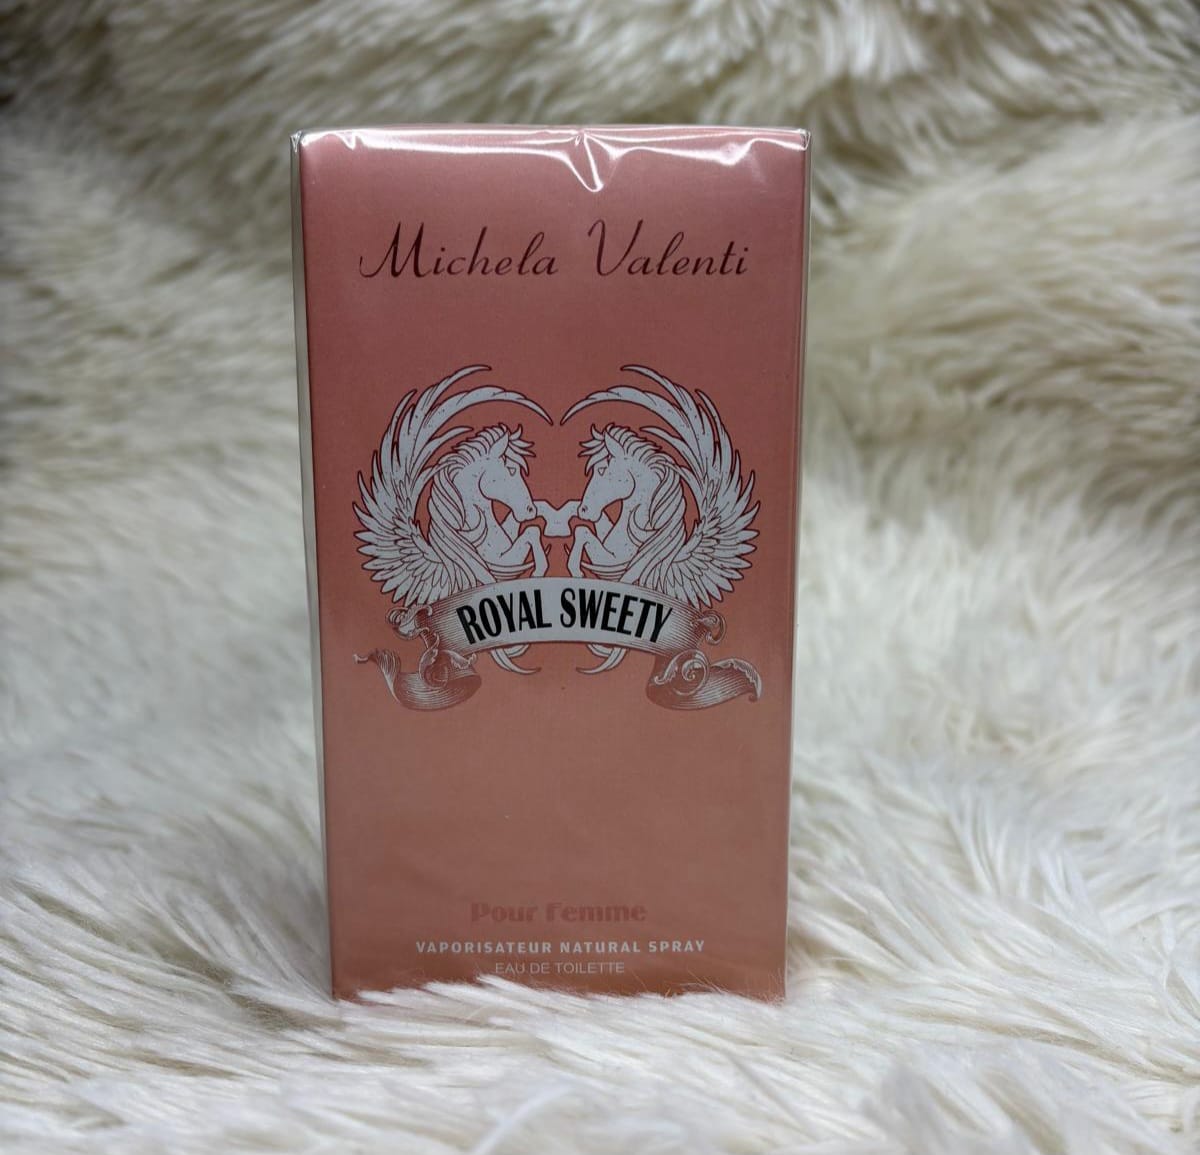 Michela Valenti
ROYAL SWEETY
Pour Femme
VAPORISATEUR NATURAL SPRAY
EAU DE TOILETTE